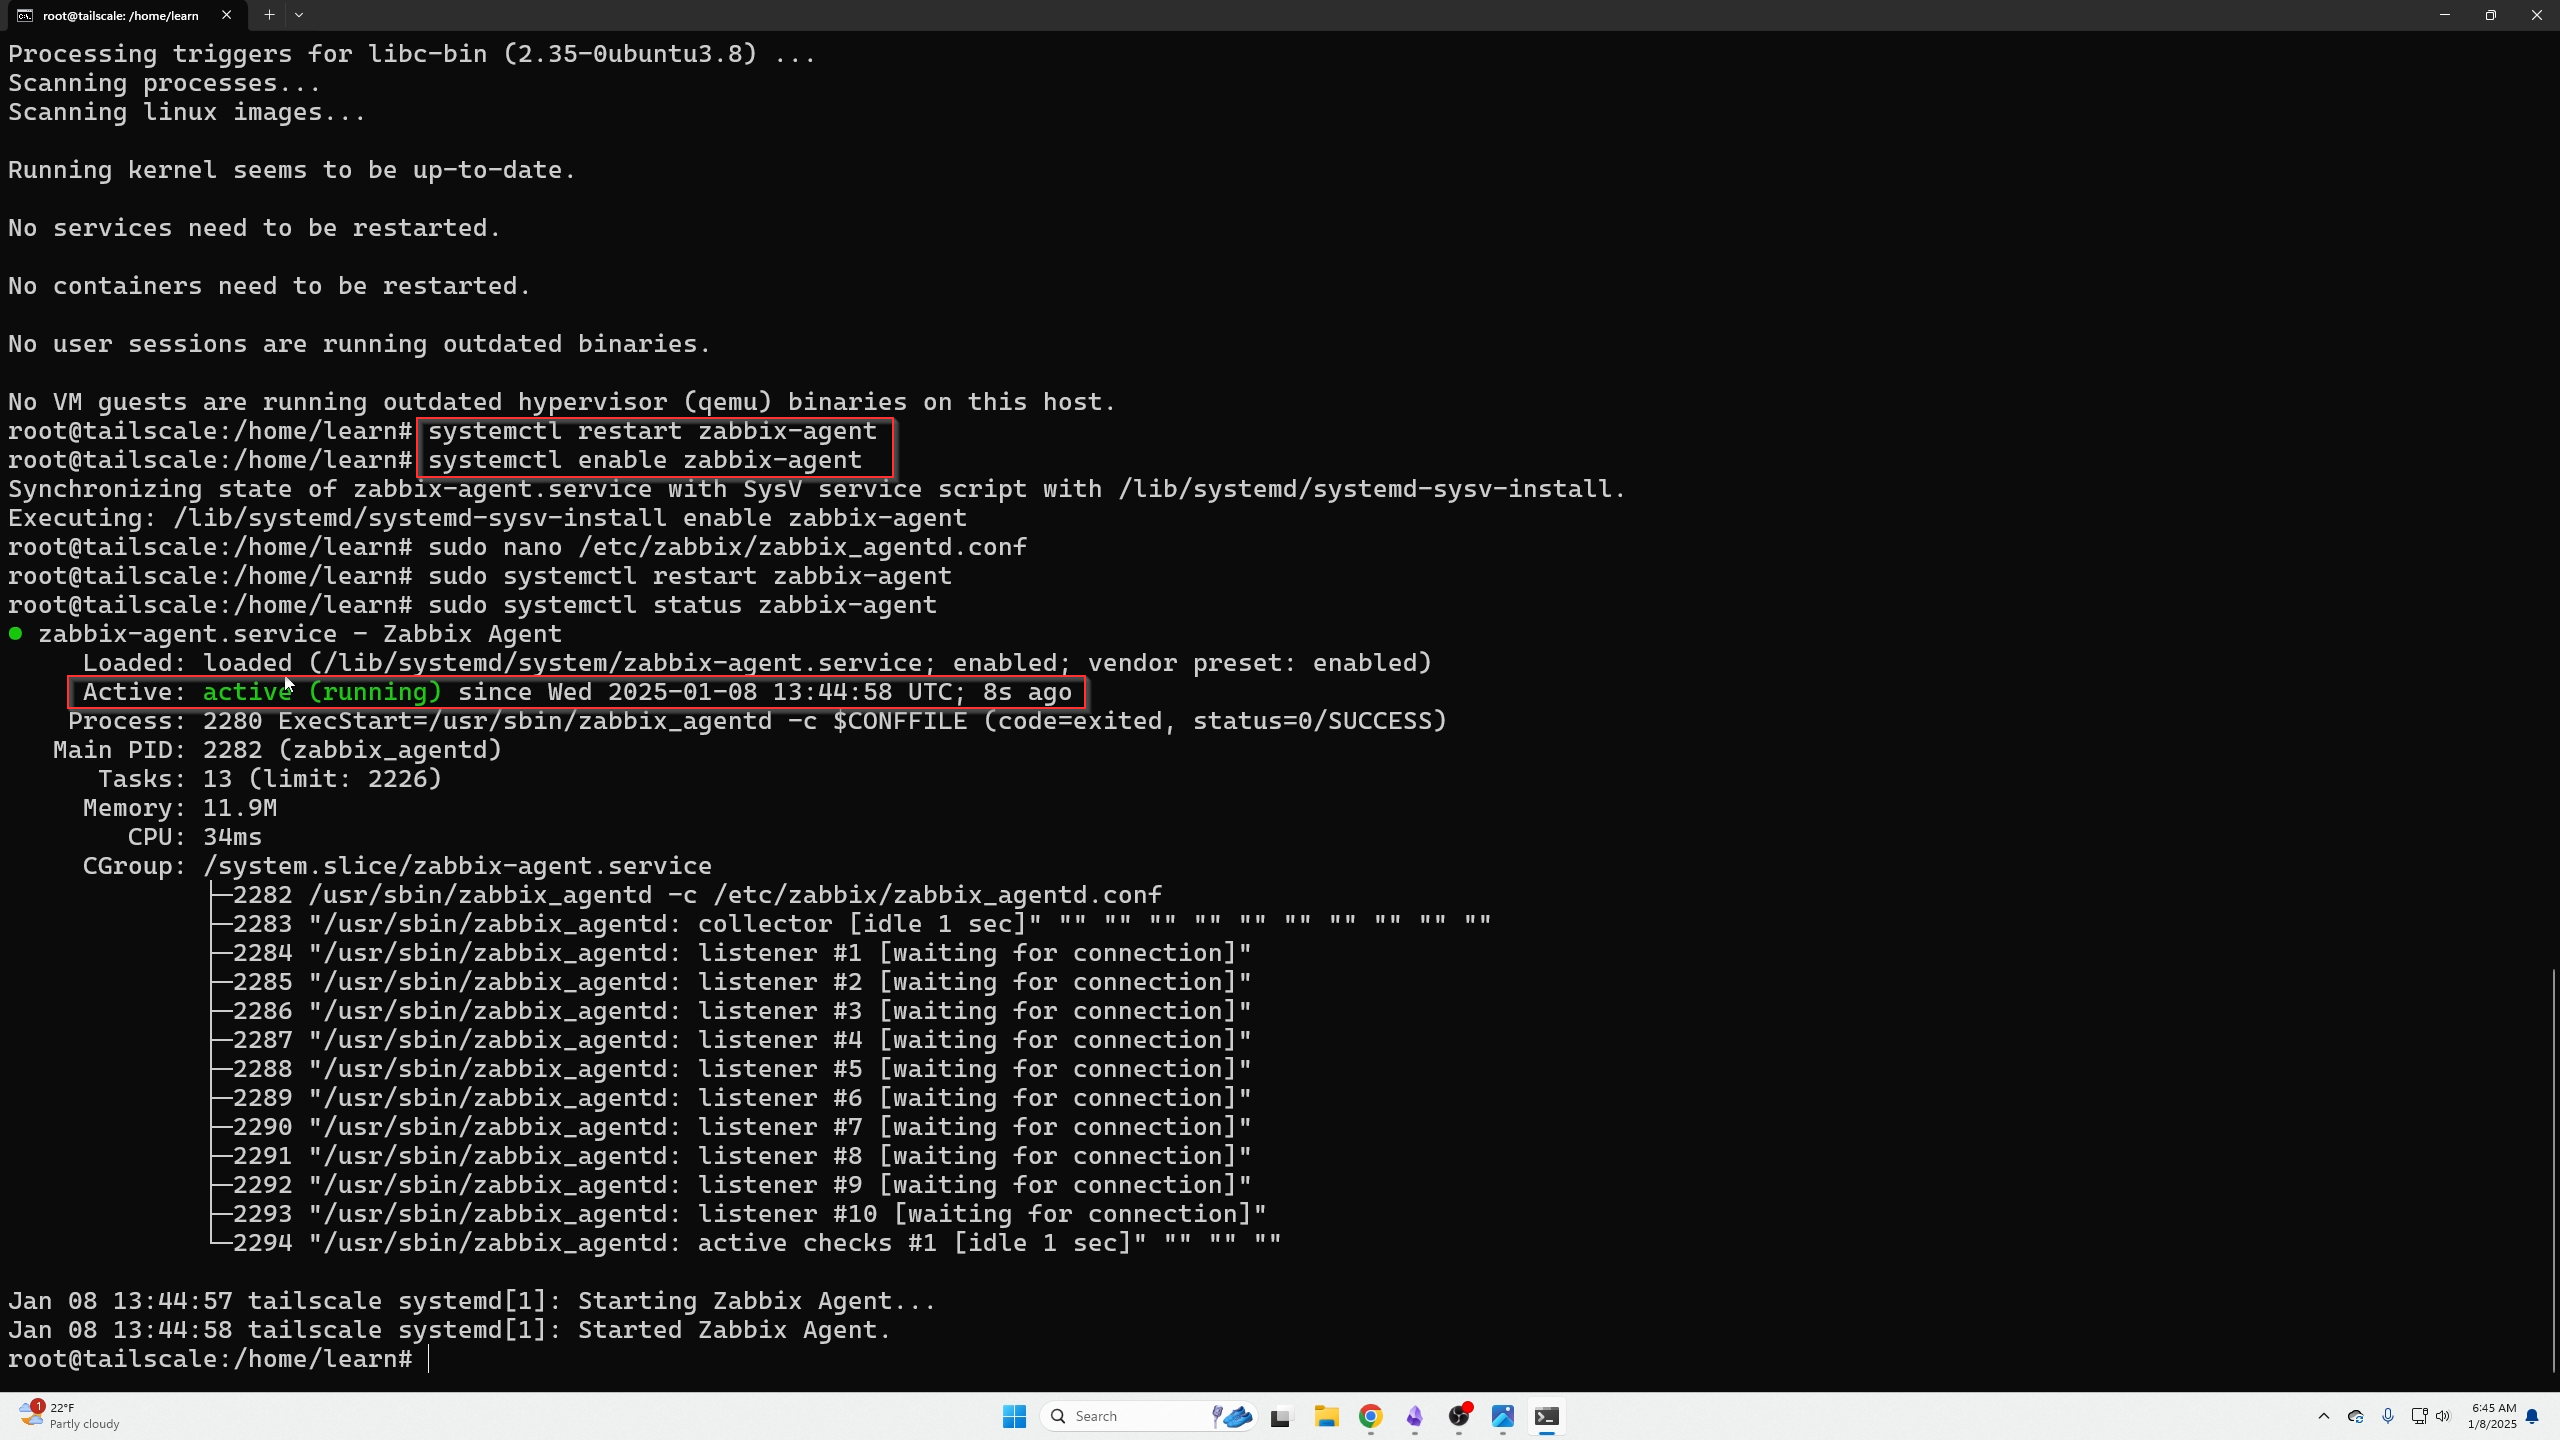 root@tailscale: /home/learn
Processing triggers for libc-bin (2.35-0ubuntu3.8) ...
Scanning processes...
Scanning linux images...
Running kernel seems to be up-to-date.
No services need to be restarted.
No containers need to be restarted.
No user sessions are running outdated binaries.
No VM guests are running outdated hypervisor (qemu) binaries on this host.
root@tailscale:/home/learn# systemctl restart zabbix-agent
root@tailscale:/home/learn# systemctl enable zabbix-agent
Synchronizing state of zabbix-agent.service with SysV service script with /lib/systemd/systemd-sysv-install.
Executing: /lib/systemd/systemd-sysv-install enable zabbix-agent
root@tailscale:/home/learn# sudo nano /etc/zabbix/zabbix_agentd.conf
root@tailscale:/home/learn# sudo systemctl restart zabbix-agent
root@tailscale:/home/learn# sudo systemctl status zabbix-agent
● zabbix-agent.service - Zabbix Agent
Loaded: loaded (/lib/systemd/system/zabbix-agent.service; enabled; vendor preset: enabled)
Active: active (running) since Wed 2025-01-08 13:44:58 UTC; 8s ago
Process: 2280 ExecStart=/usr/sbin/zabbix_agentd -c $CONFFILE (code=exited, status=0/SUCCESS)
Main PID: 2282 (zabbix_agentd)
Tasks: 13 (limit: 2226)
Memory: 11.9M
CPU: 34ms
CGroup: /system.slice/zabbix-agent.service
├─2282 /usr/sbin/zabbix_agentd -c /etc/zabbix/zabbix_agentd.conf
├─2283 "/usr/sbin/zabbix_agentd: collector [idle 1 sec]" "" "" "" "" "" "" "" "" "" ""
├─2284 "/usr/sbin/zabbix_agentd: listener #1 [waiting for connection]"
├─2285 "/usr/sbin/zabbix_agentd: listener #2 [waiting for connection]"
├─2286 "/usr/sbin/zabbix_agentd: listener #3 [waiting for connection]"
├─2287 "/usr/sbin/zabbix_agentd: listener #4 [waiting for connection]"
├─2288 "/usr/sbin/zabbix_agentd: listener #5 [waiting for connection]"
├─2289 "/usr/sbin/zabbix_agentd: listener #6 [waiting for connection]"
├─2290 "/usr/sbin/zabbix_agentd: listener #7 [waiting for connection]"
├─2291 "/usr/sbin/zabbix_agentd: listener #8 [waiting for connection]"
├─2292 "/usr/sbin/zabbix_agentd: listener #9 [waiting for connection]"
├─2293 "/usr/sbin/zabbix_agentd: listener #10 [waiting for connection]"
└─2294 "/usr/sbin/zabbix_agentd: active checks #1 [idle 1 sec]" "" "" ""
Jan 08 13:44:57 tailscale systemd[1]: Starting Zabbix Agent...
Jan 08 13:44:58 tailscale systemd[1]: Started Zabbix Agent.
root@tailscale:/home/learn#
1
22°F
Partly cloudy
Search
6:45 AM
1/8/2025